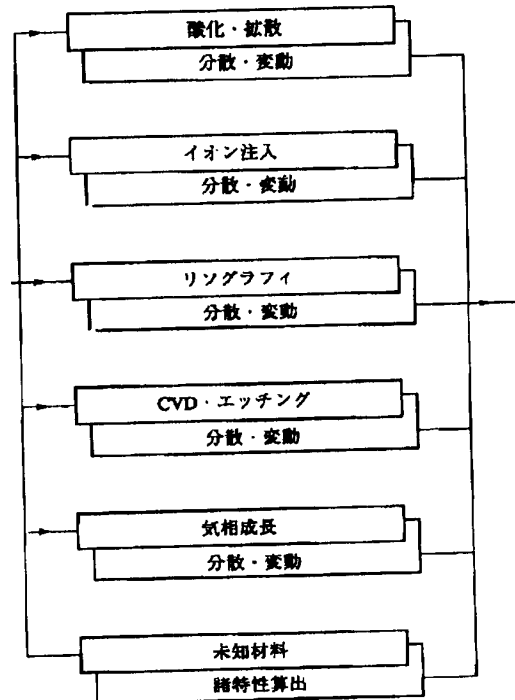 酸化・拡散
分散・変動
イオン注入
分散・変動
リソグラフィ
分散・変動
CVD・エッチング
分散・変動
気相成長
分散・変動
未知材料
諸特性算出